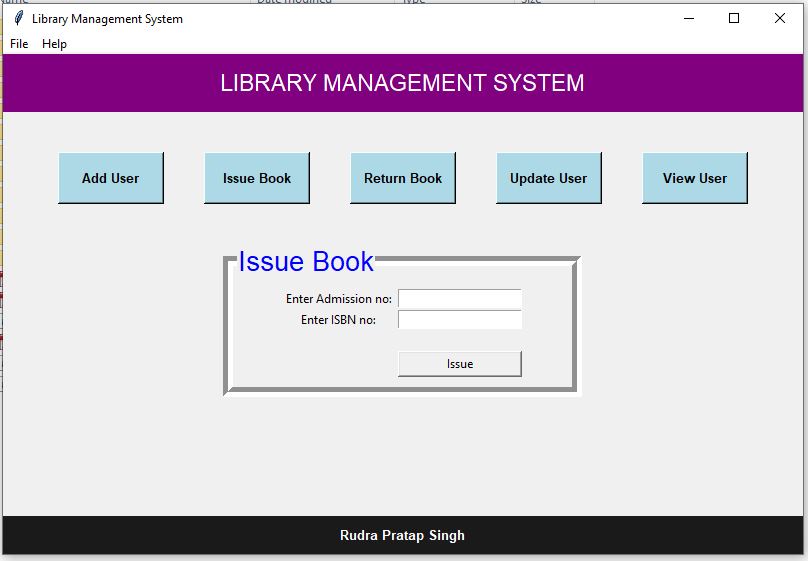 Library Management System
File Help
LIBRARY MANAGEMENT SYSTEM
Add User Issue Book Return Book Update User View User
Issue Book
Enter Admission no:
Enter ISBN no:
Issue
Rudra Pratap Singh